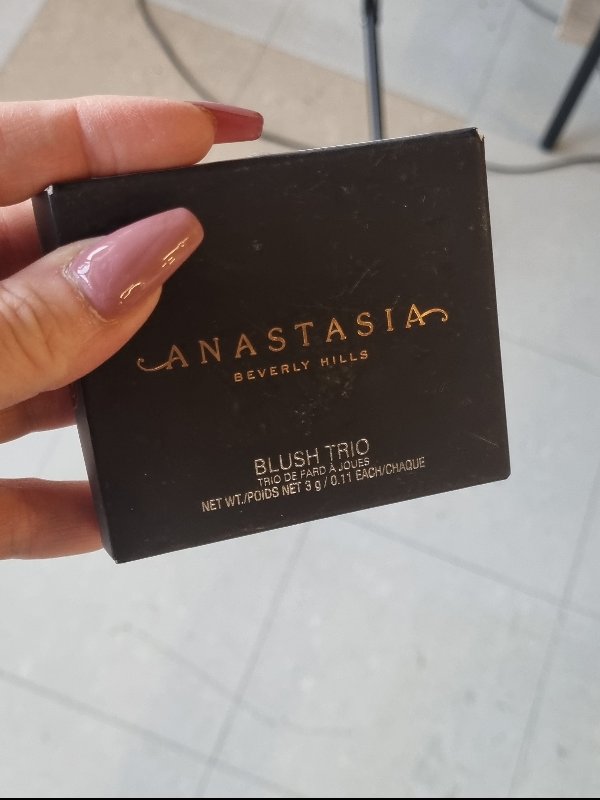 ANASTASIA
BEVERLY HILLS
BLUSH TRIO
TRIO DE FARD À JOUES
NET WT./POIDS NET 3 g / 0.11 EACH/CHAQUE